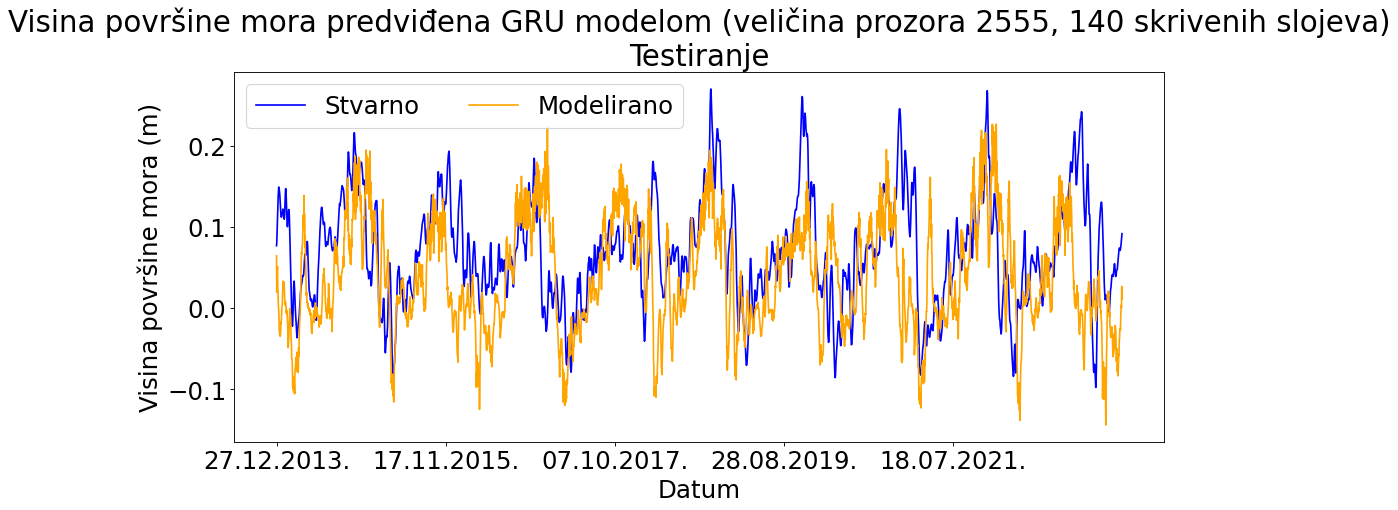 Visina površine mora predviđena GRU modelom (veličina prozora 2555, 140 skrivenih slojeva)
Testiranje
Stvarno Modelirano
Visina površine mora (m)
0.2
0.1
0.0
−0.1
27.12.2013. 17.11.2015. 07.10.2017. 28.08.2019. 18.07.2021.
Datum